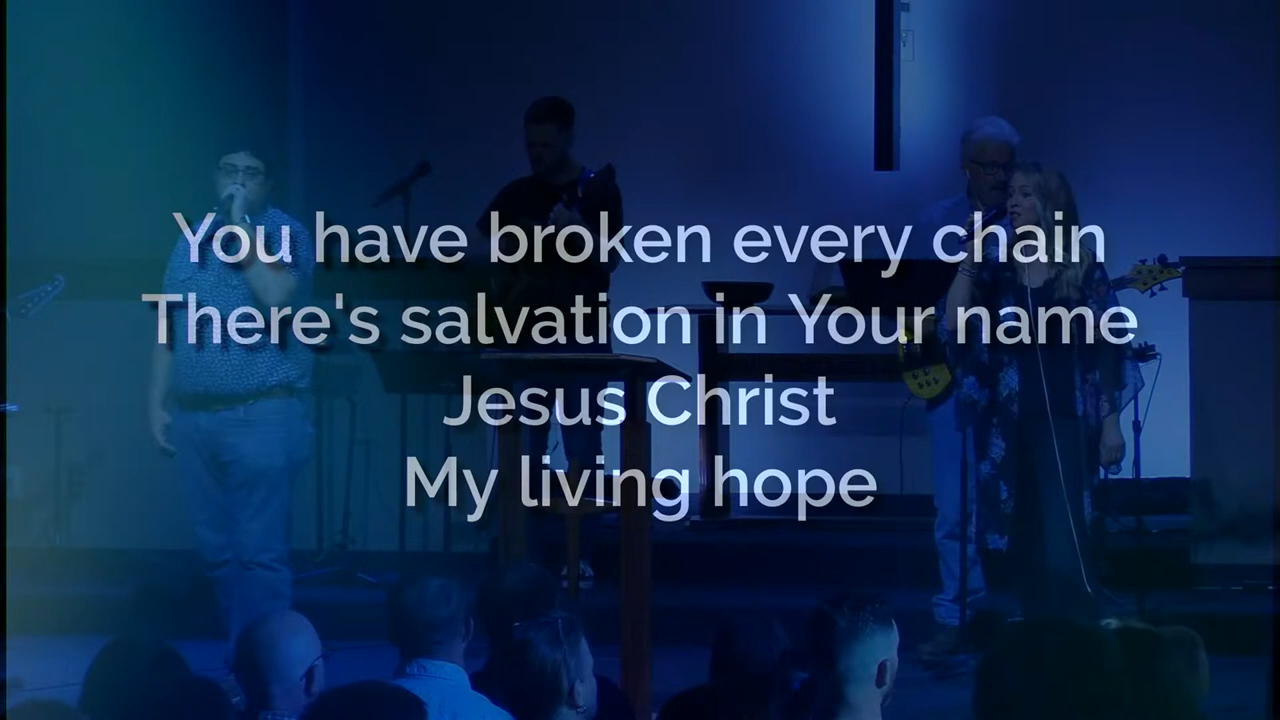 You have broken every chain
There's salvation in Your name
Jesus Christ
My living hope